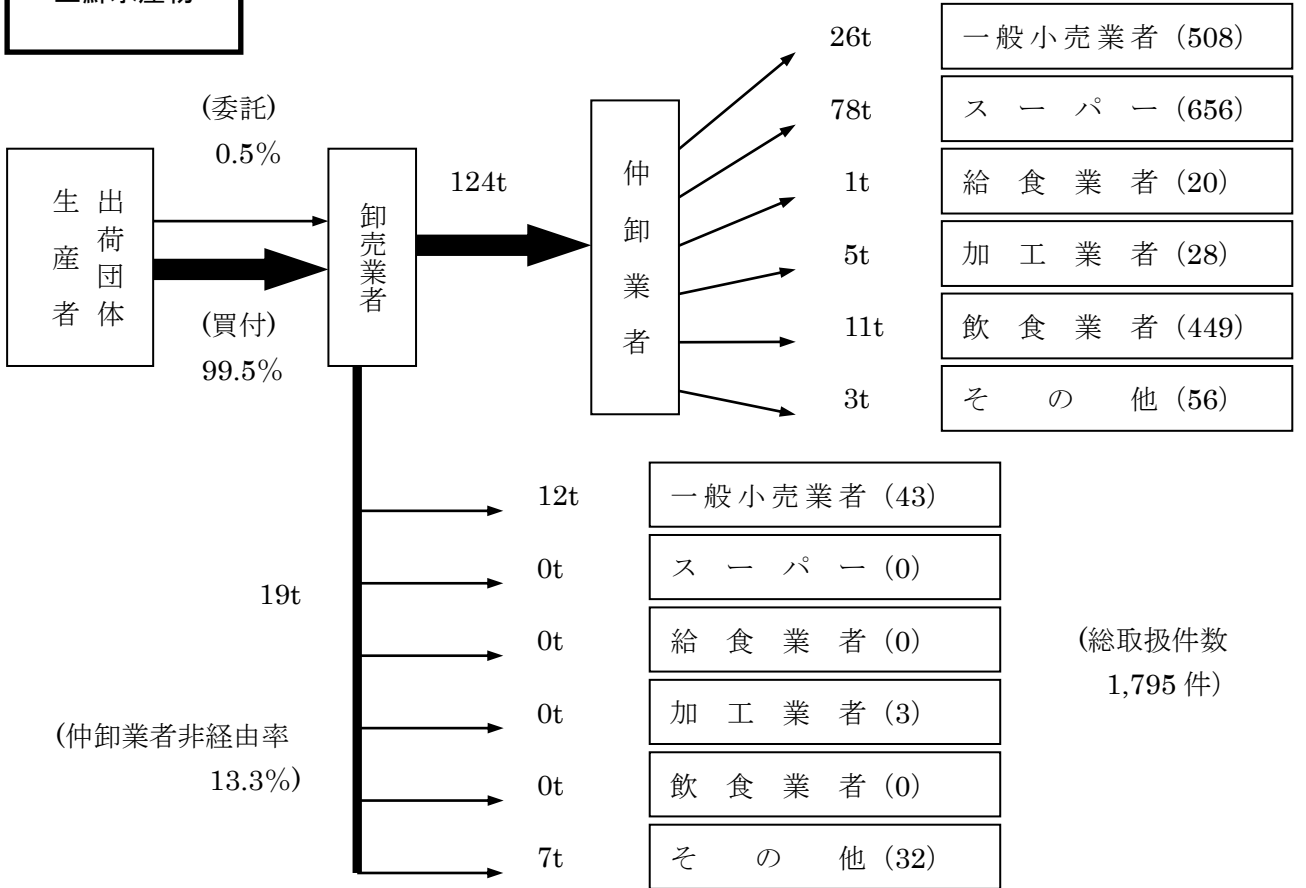 (委託)
0.5%
生産者
出荷団体
(買付)
99.5%
卸売業者
124t
仲卸業者
26t
一般小売業者 (508)
78t
スーパー (656)
1t
給食業者 (20)
5t
加工業者 (28)
11t
飲食業者 (449)
3t
その他 (56)
19t
(仲卸業者非経由率
13.3%)
12t
一般小売業者 (43)
0t
スーパー (0)
0t
給食業者 (0)
0t
加工業者 (3)
0t
飲食業者 (0)
7t
その他 (32)
(総取扱件数
1,795 件)